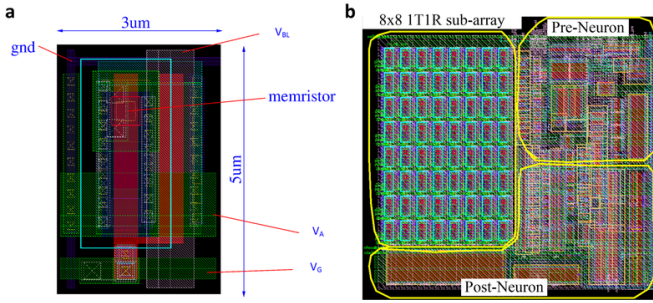 a
3um
V_BL
gnd
memristor
5um
V_A
V_G
b
8x8 1T1R sub-array
Pre-Neuron
Post-Neuron